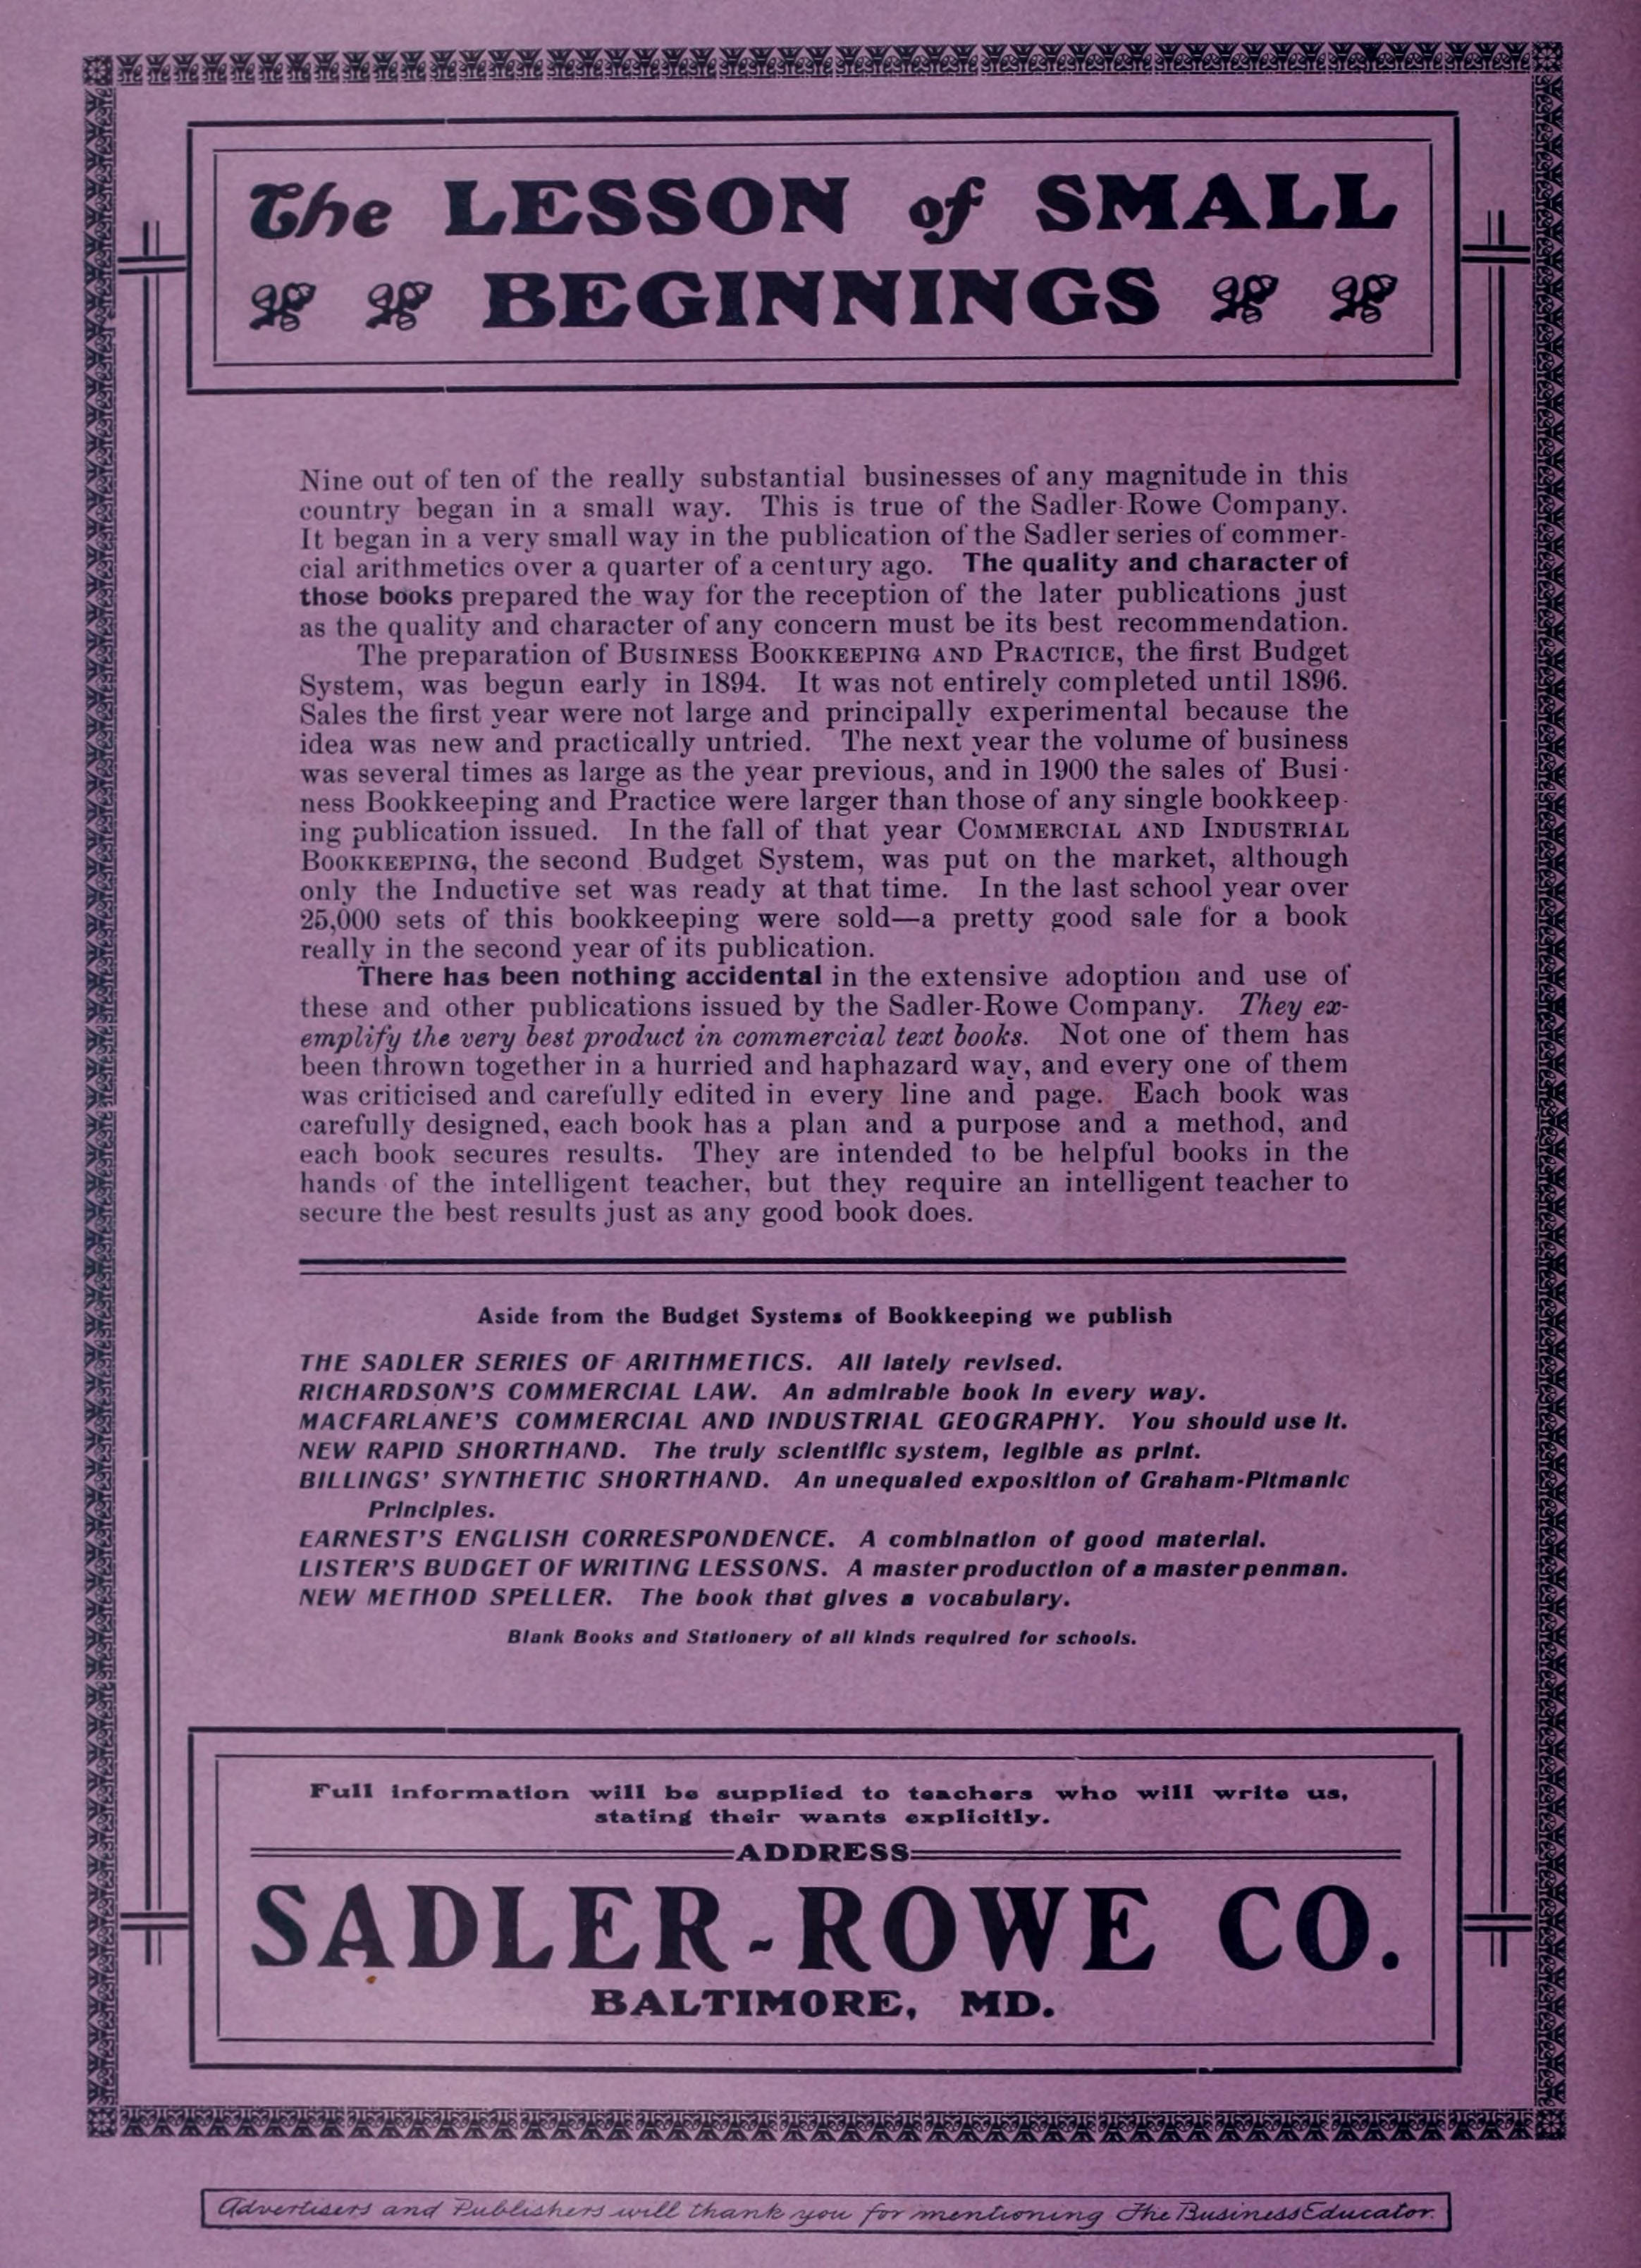 The LESSON of SMALL
BEGINNINGS
Nine out of ten of the really substantial businesses of any magnitude in this
country began in a small way. This is true of the Sadler-Rowe Company.
It began in a very small way in the publication of the Sadler series of commer-
cial arithmetics over a quarter of a century ago. The quality and character of
those books prepared the way for the reception of the later publications just
as the quality and character of any concern must be its best recommendation.
The preparation of BUSINESS BOOKKEEPING AND PRACTICE, the first Budget
System, was begun early in 1894. It was not entirely completed until 1896.
Sales the first year were not large and principally experimental because the
idea was new and practically untried. The next year the volume of business
was several times as large as the year previous, and in 1900 the sales of Busi-
ness Bookkeeping and Practice were larger than those of any single bookkeep-
ing publication issued. In the fall of that year COMMERCIAL AND INDUSTRIAL
BOOKKEEPING, the second Budget System, was put on the market, although
only the Inductive set was ready at that time. In the last school year over
25,000 sets of this bookkeeping were sold—a pretty good sale for a book
really in the second year of its publication.
There has been nothing accidental in the extensive adoption and use of
these and other publications issued by the Sadler-Rowe Company. They ex-
emplify the very best product in commercial text books. Not one of them has
been thrown together in a hurried and haphazard way, and every one of them
was criticised and carefully edited in every line and page. Each book was
carefully designed, each book has a plan and a purpose and a method, and
each book secures results. They are intended to be helpful books in the
hands of the intelligent teacher, but they require an intelligent teacher to
secure the best results just as any good book does.
Aside from the Budget Systems of Bookkeeping we publish
THE SADLER SERIES OF ARITHMETICS. All lately revised.
RICHARDSON'S COMMERCIAL LAW. An admirable book in every way.
MACFARLANE'S COMMERCIAL AND INDUSTRIAL GEOGRAPHY. You should use it.
NEW RAPID SHORTHAND. The truly scientific system, legible as print.
BILLINGS' SYNTHETIC SHORTHAND. An unequaled exposition of Graham-Pitmanic
Principles.
EARNEST'S ENGLISH CORRESPONDENCE. A combination of good material.
LISTER'S BUDGET OF WRITING LESSONS. A master production of a master penman.
NEW METHOD SPELLER. The book that gives a vocabulary.
Blank Books and Stationery of all kinds required for schools.
Full information will be supplied to teachers who will write us,
stating their wants explicitly.
ADDRESS
SADLER-ROWE CO.
BALTIMORE, MD.
Advertisers and Publishers will thank you for mentioning The Business Educator.